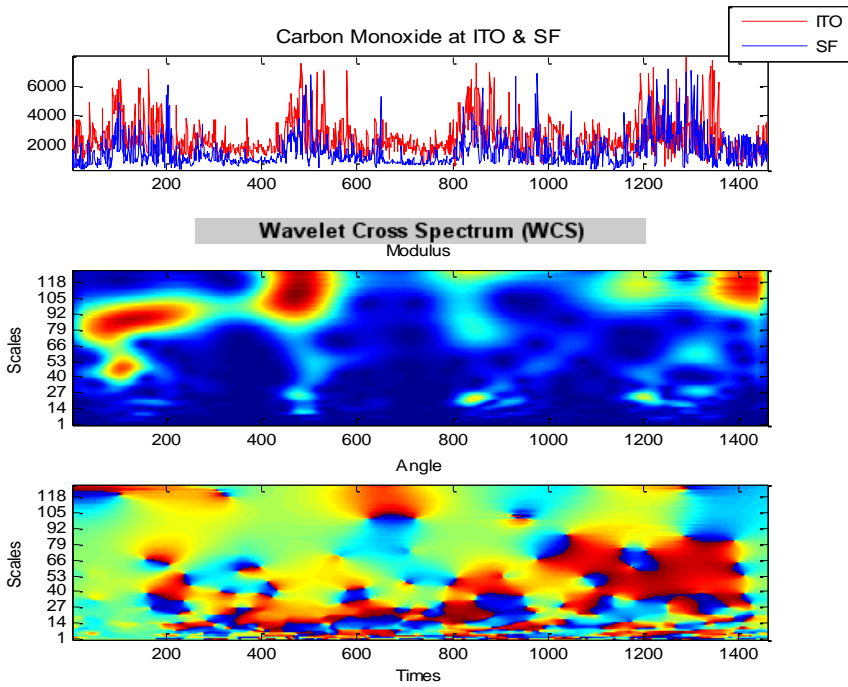 ITO
SF
Carbon Monoxide at ITO & SF
6000
4000
2000
200 400 600 800 1000 1200 1400
Wavelet Cross Spectrum (WCS)
Modulus
Scales
118
105
92
79
66
53
40
27
14
1
200 400 600 800 1000 1200 1400
Angle
Scales
118
105
92
79
66
53
40
27
14
1
200 400 600 800 1000 1200 1400
Times